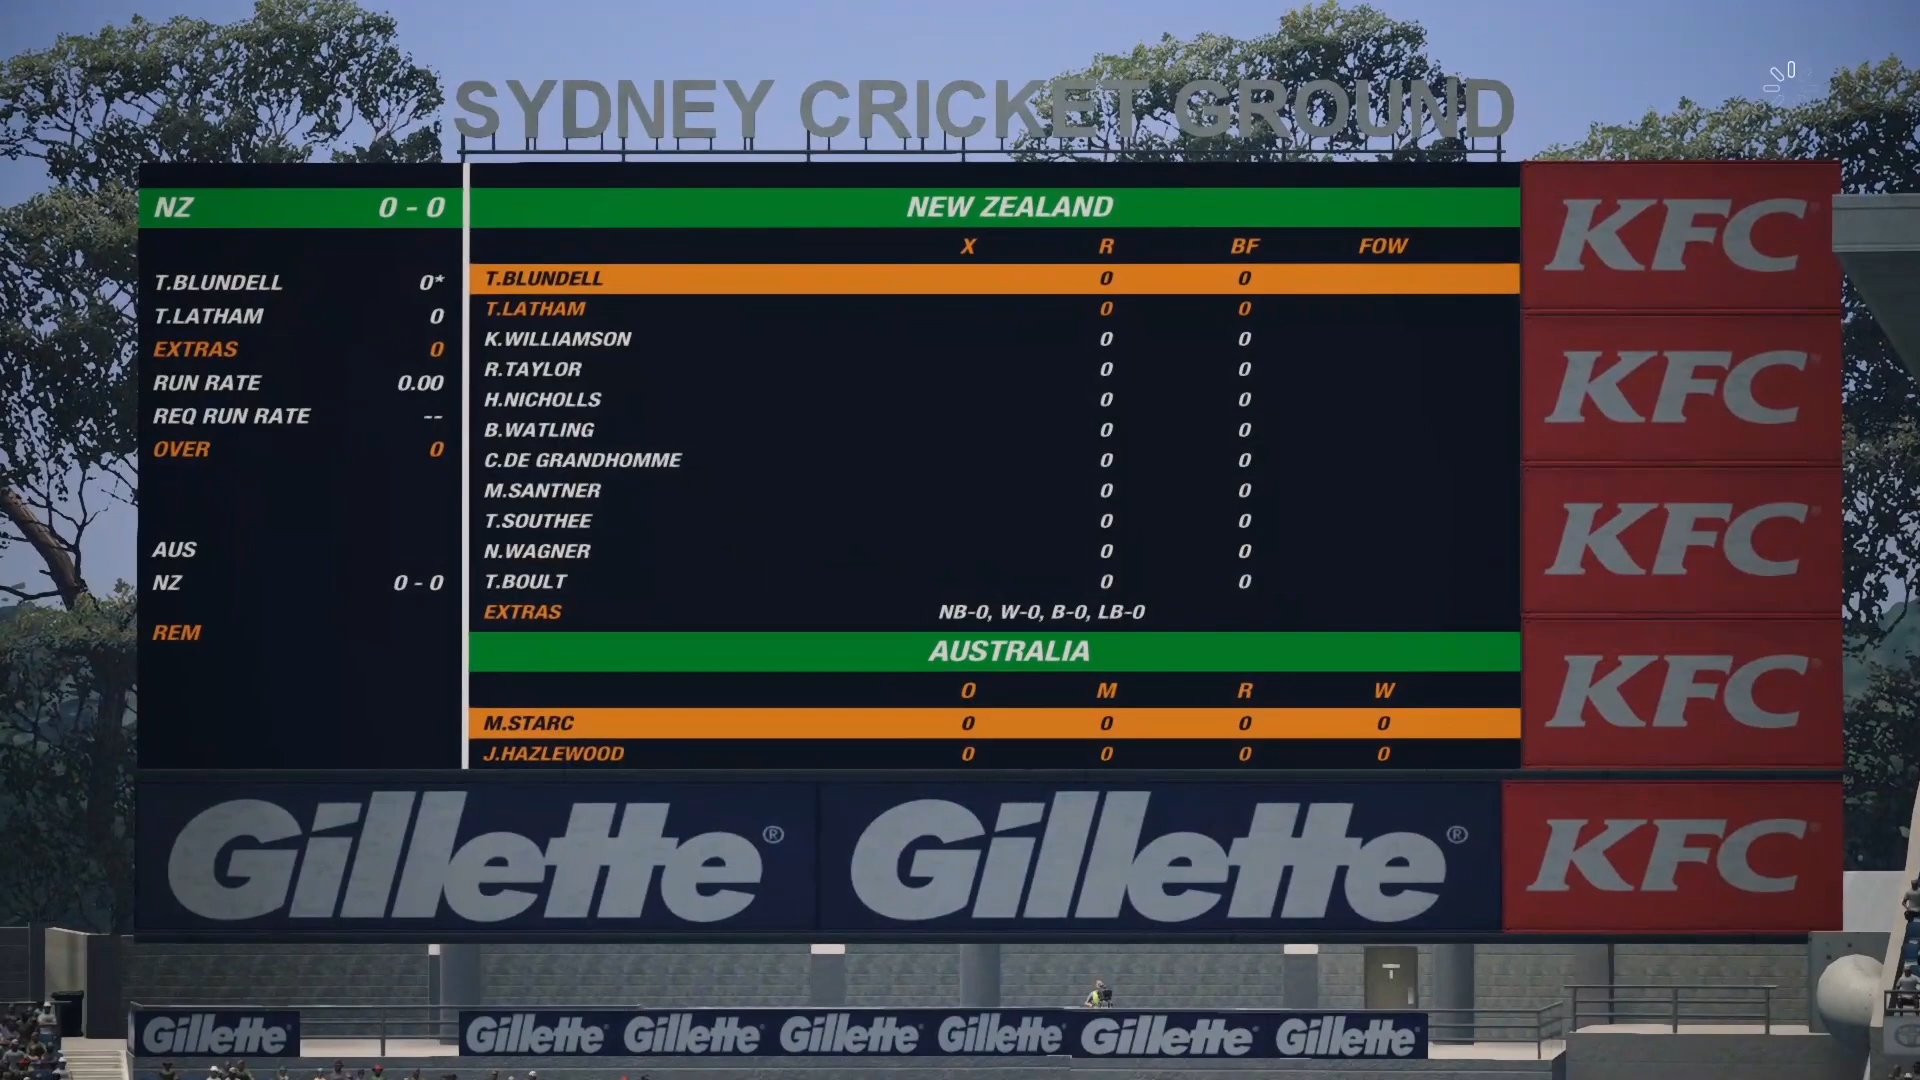 SYDNEY CRICKET GROUND
NZ 0 - 0
T.BLUNDELL 0*
T.LATHAM 0
EXTRAS 0
RUN RATE 0.00
REQ RUN RATE --
OVER 0
AUS
NZ 0 - 0
REM
NEW ZEALAND
X R BF FOW
T.BLUNDELL 0 0
T.LATHAM 0 0
K.WILLIAMSON 0 0
R.TAYLOR 0 0
H.NICHOLLS 0 0
B.WATLING 0 0
C.DE GRANDHOMME 0 0
M.SANTNER 0 0
T.SOUTHEE 0 0
N.WAGNER 0 0
T.BOULT 0 0
EXTRAS NB-0, W-0, B-0, LB-0
AUSTRALIA
O M R W
M.STARC 0 0 0 0
J.HAZLEWOOD 0 0 0 0
KFC
KFC
KFC
KFC
Gillette® Gillette® KFC
Gillette Gillette Gillette Gillette Gillette Gillette Gillette